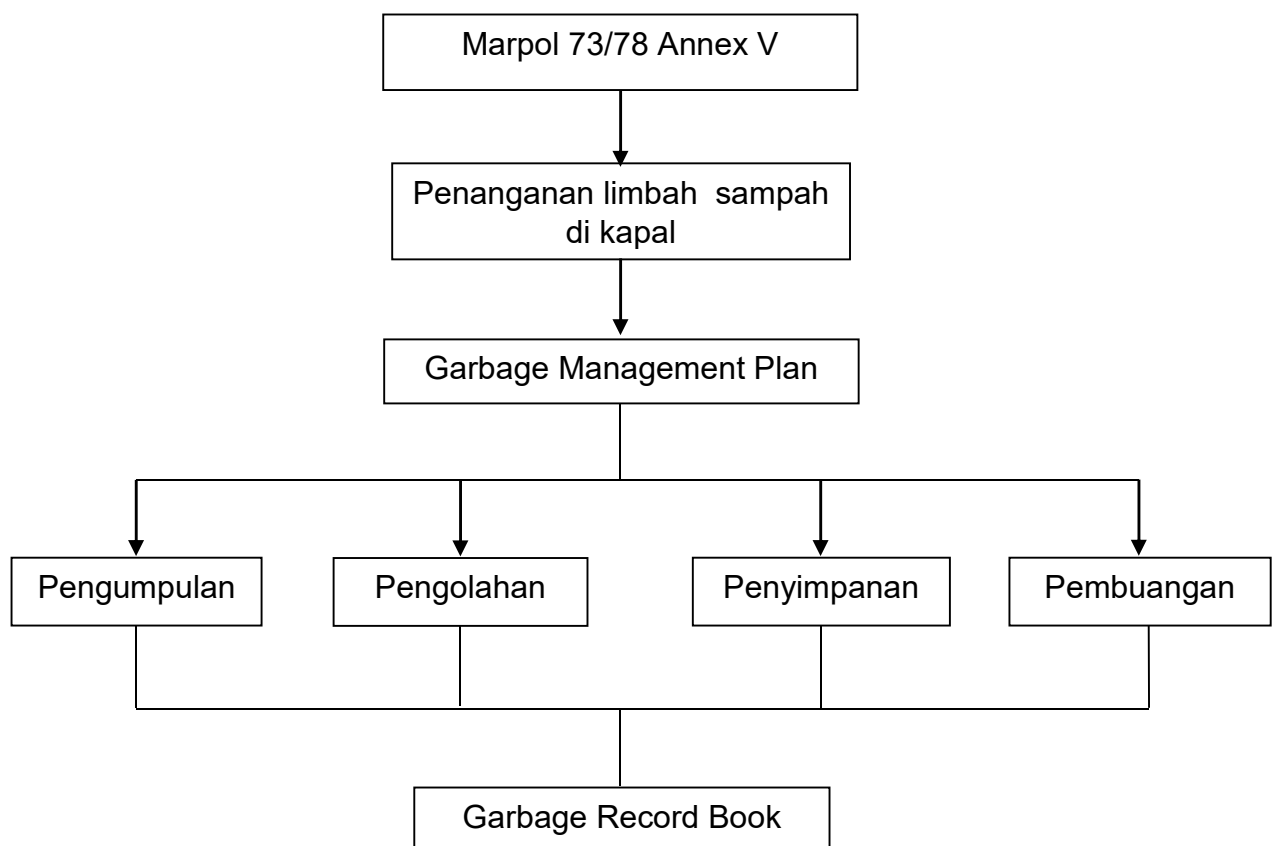 Marpol 73/78 Annex V
Penanganan limbah sampah
di kapal
Garbage Management Plan
Pengumpulan
Pengolahan
Penyimpanan
Pembuangan
Garbage Record Book